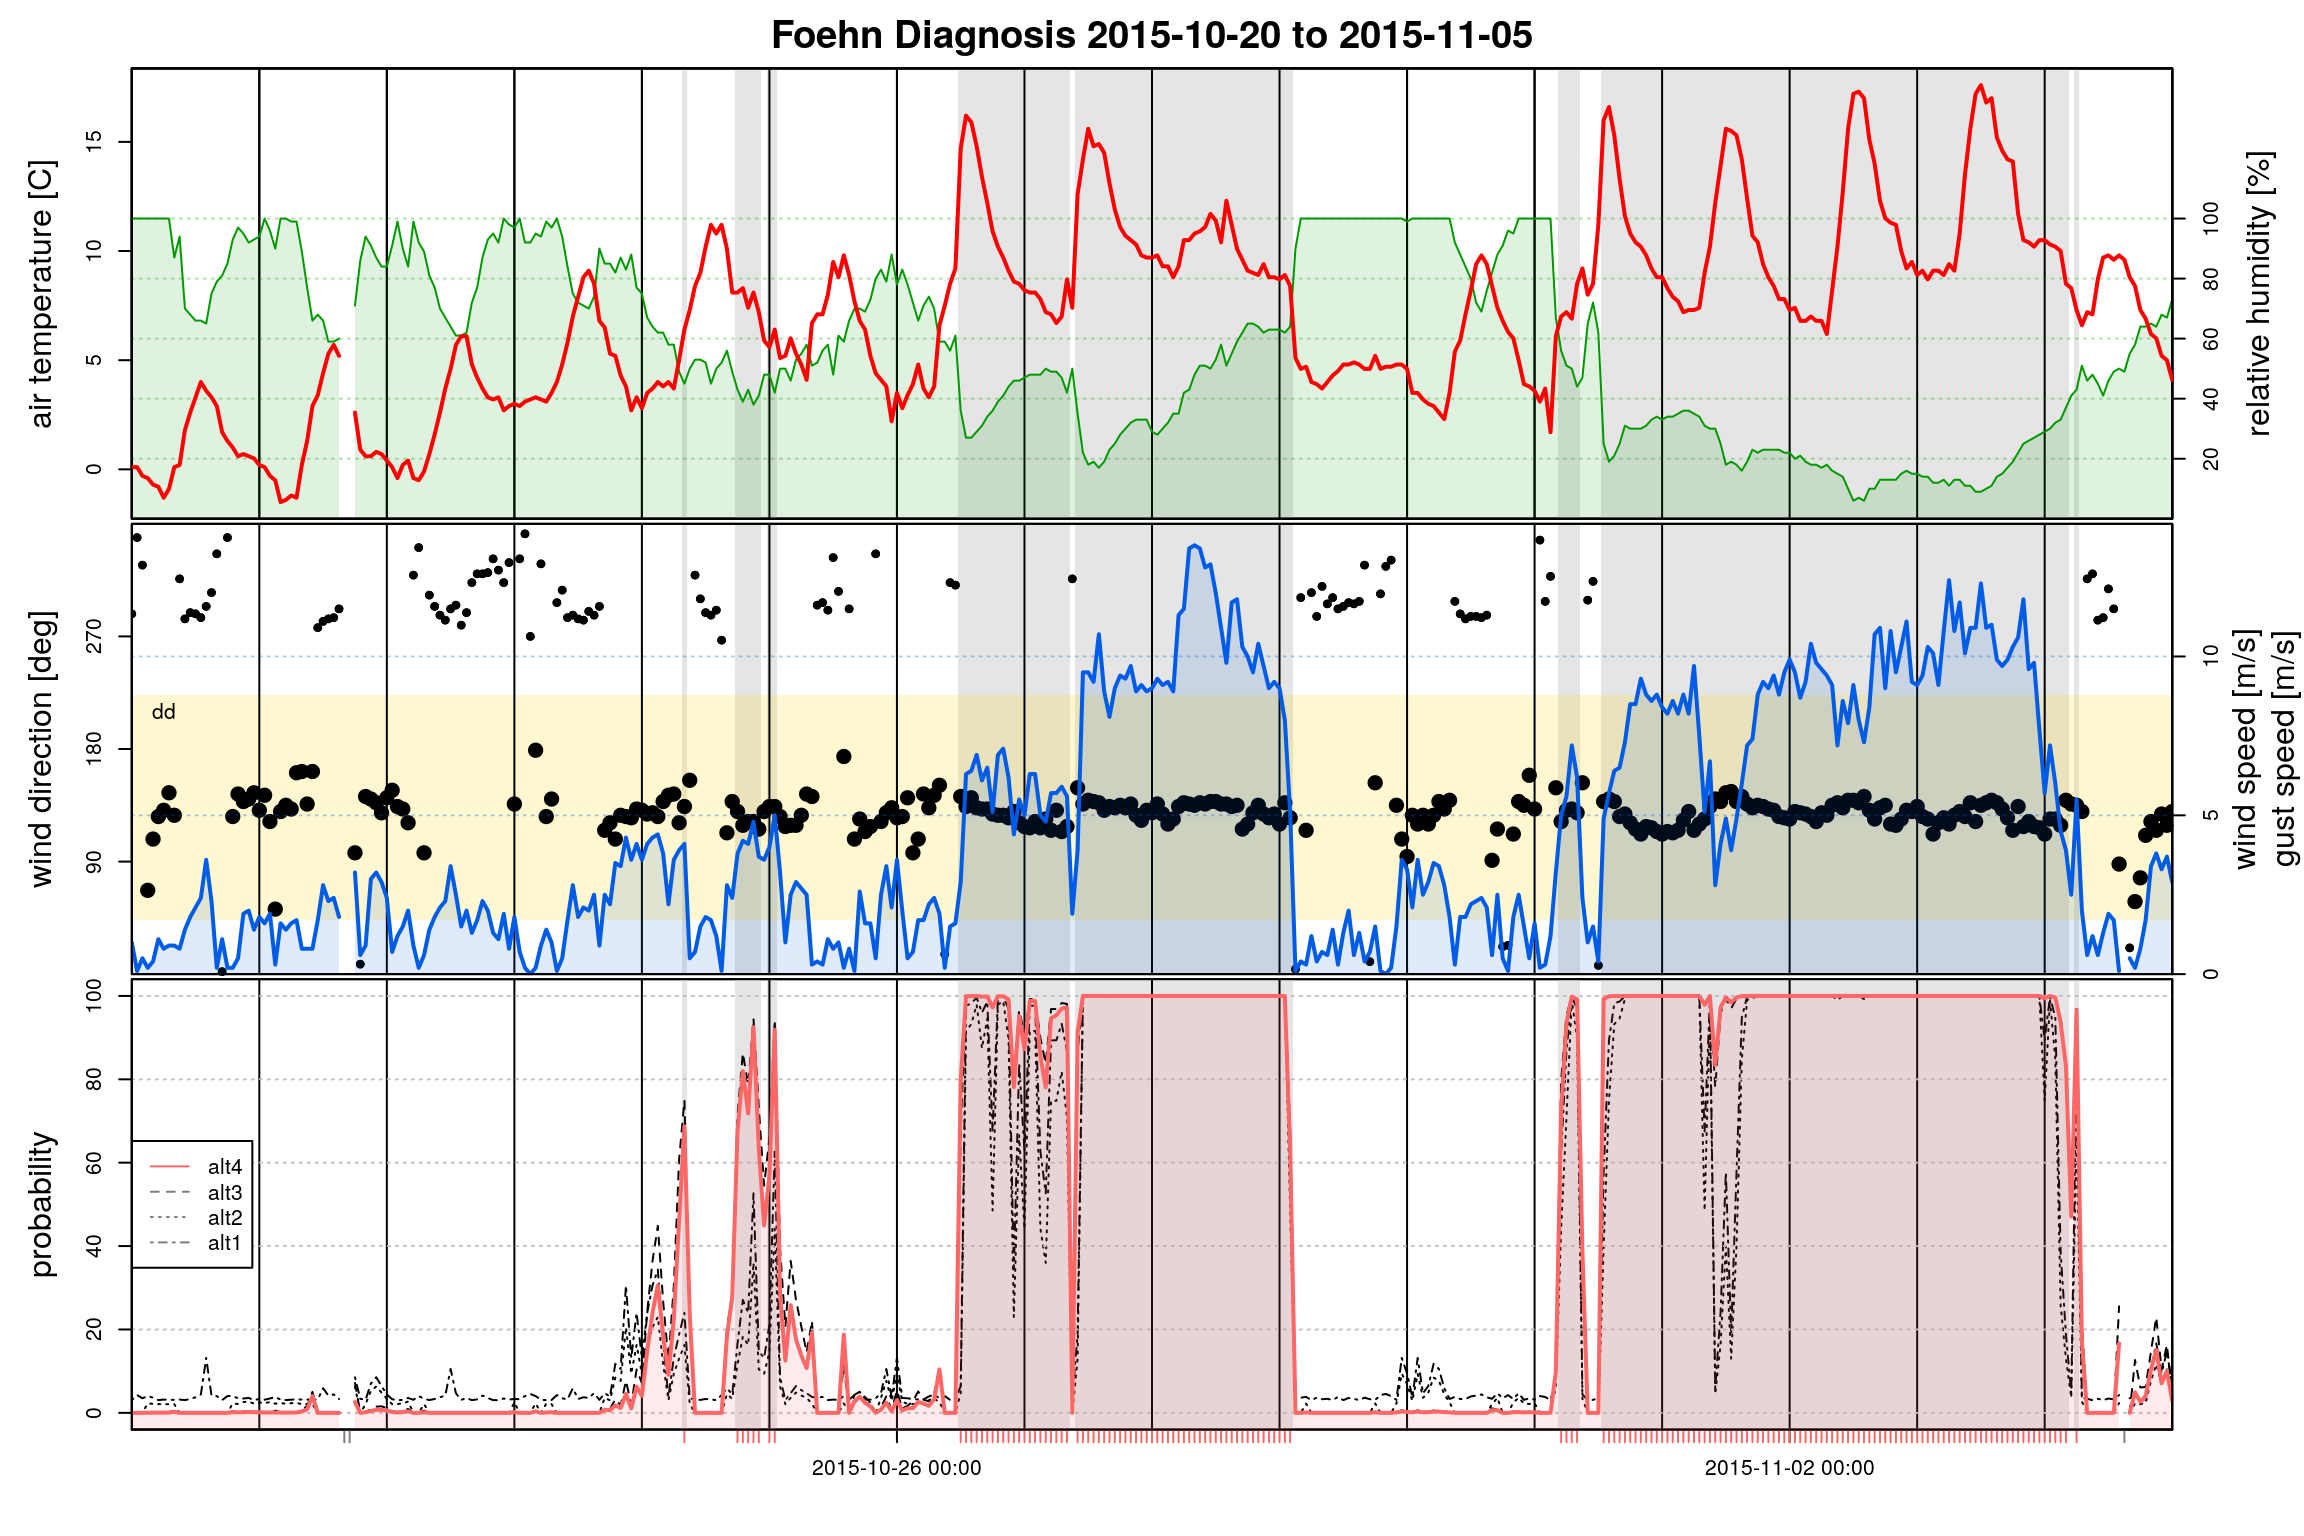 Foehn Diagnosis 2015-10-20 to 2015-11-05
air temperature [C]
15
10
5
0
relative humidity [%]
100
80
60
40
20
wind direction [deg]
270
180
90
dd
wind speed [m/s]
gust speed [m/s]
10
5
0
probability
100
80
60
40
20
0
alt4
alt3
alt2
alt1
2015-10-26 00:00
2015-11-02 00:00